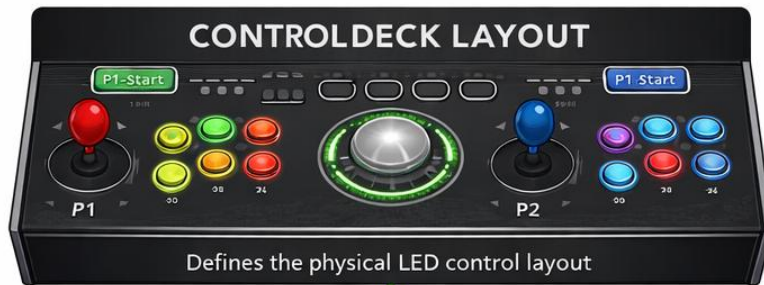 CONTROLDECK LAYOUT
P1-Start
P1 Start
P1
P2
Defines the physical LED control layout